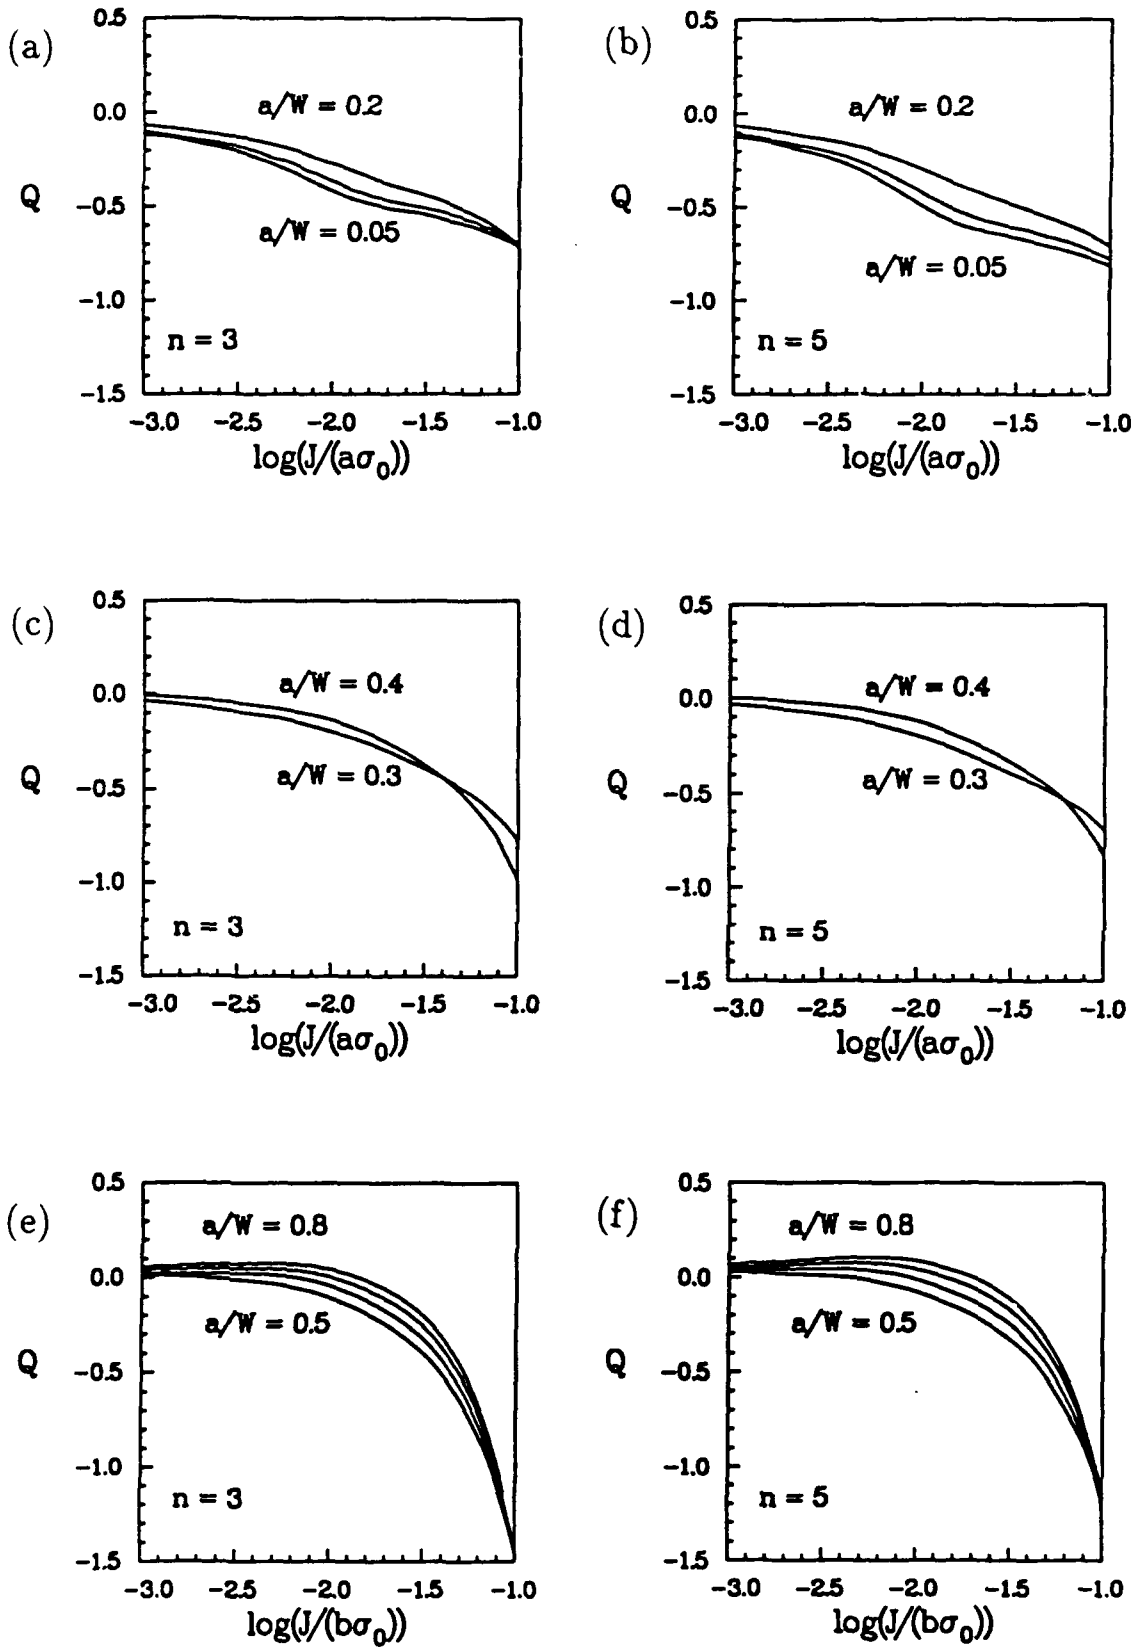 (a)
0.5
0.0
-0.5
-1.0
-1.5
Q
a/W = 0.2
a/W = 0.05
n = 3
-3.0 -2.5 -2.0 -1.5 -1.0
log(J/(aσ₀))
(b)
0.5
0.0
-0.5
-1.0
-1.5
Q
a/W = 0.2
a/W = 0.05
n = 5
-3.0 -2.5 -2.0 -1.5 -1.0
log(J/(aσ₀))
(c)
0.5
0.0
-0.5
-1.0
-1.5
Q
a/W = 0.4
a/W = 0.3
n = 3
-3.0 -2.5 -2.0 -1.5 -1.0
log(J/(aσ₀))
(d)
0.5
0.0
-0.5
-1.0
-1.5
Q
a/W = 0.4
a/W = 0.3
n = 5
-3.0 -2.5 -2.0 -1.5 -1.0
log(J/(aσ₀))
(e)
0.5
0.0
-0.5
-1.0
-1.5
Q
a/W = 0.8
a/W = 0.5
n = 3
-3.0 -2.5 -2.0 -1.5 -1.0
log(J/(bσ₀))
(f)
0.5
0.0
-0.5
-1.0
-1.5
Q
a/W = 0.8
a/W = 0.5
n = 5
-3.0 -2.5 -2.0 -1.5 -1.0
log(J/(bσ₀))